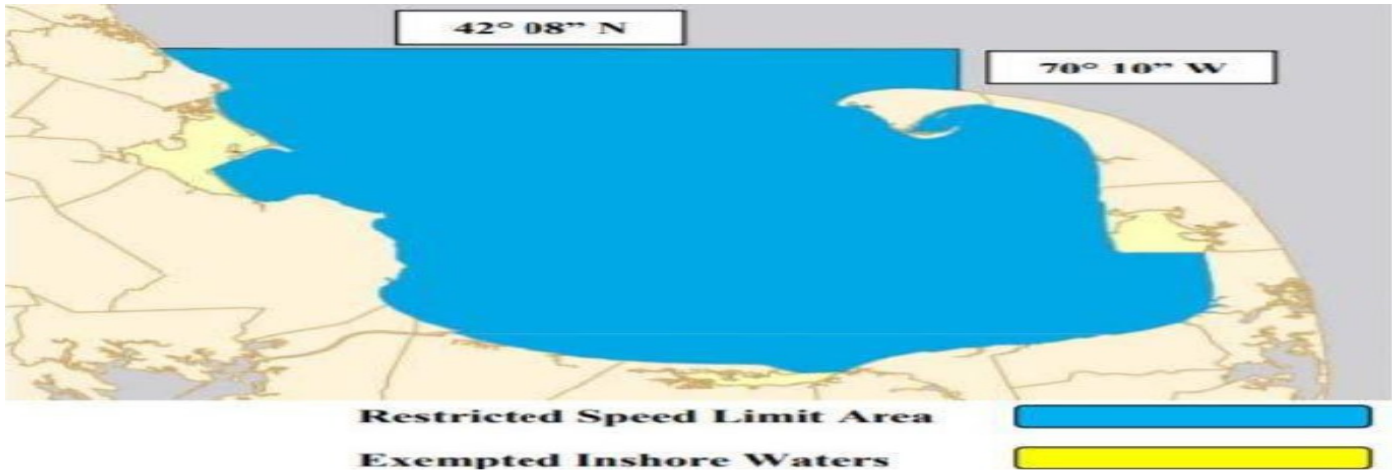 42° 08” N
70° 10” W
Restricted Speed Limit Area
Exempted Inshore Waters